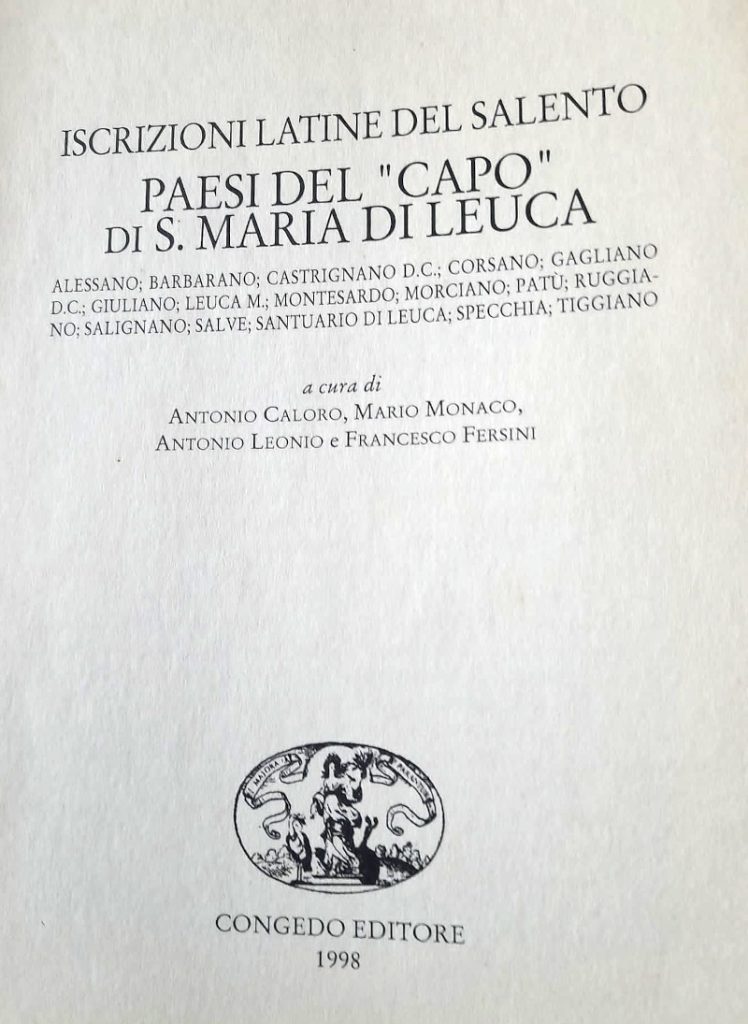 ISCRIZIONI LATINE DEL SALENTO
PAESI DEL "CAPO"
DI S. MARIA DI LEUCA
ALESSANO; BARBARANO; CASTRIGNANO D.C.; CORSANO; GAGLIANO
D.C.; GIULIANO; LEUCA M.; MONTESARDO; MORCIANO; PATÙ; RUGGIA-
NO; SALIGNANO; SALVE; SANTUARIO DI LEUCA; SPECCHIA; TIGGIANO
a cura di
ANTONIO CALORO, MARIO MONACO,
ANTONIO LEONIO e FRANCESCO FERSINI
MAIORA
CONGEDO EDITORE
1998